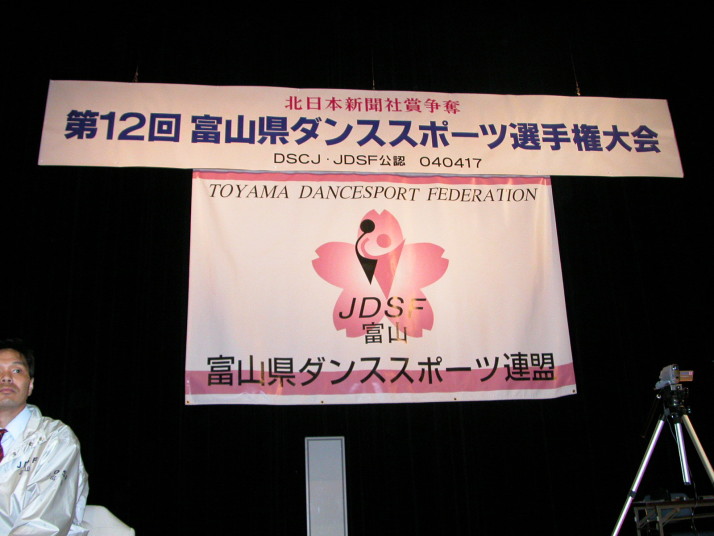 北日本新聞社賞争奪
第12回 富山県ダンススポーツ選手権大会
DSCJ・JDSF公認 040417
TOYAMA DANCESPORT FEDERATION
JDSF
富山
富山県ダンススポーツ連盟